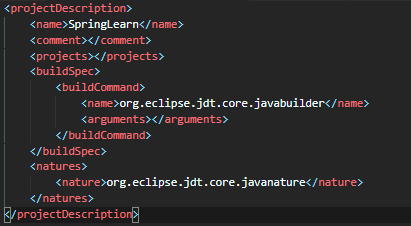 <projectDescription>
<name>SpringLearn</name>
<comment></comment>
<projects></projects>
<buildSpec>
<buildCommand>
<name>org.eclipse.jdt.core.javabuilder</name>
<arguments></arguments>
</buildCommand>
</buildSpec>
<natures>
<nature>org.eclipse.jdt.core.javanature</nature>
</natures>
</projectDescription>